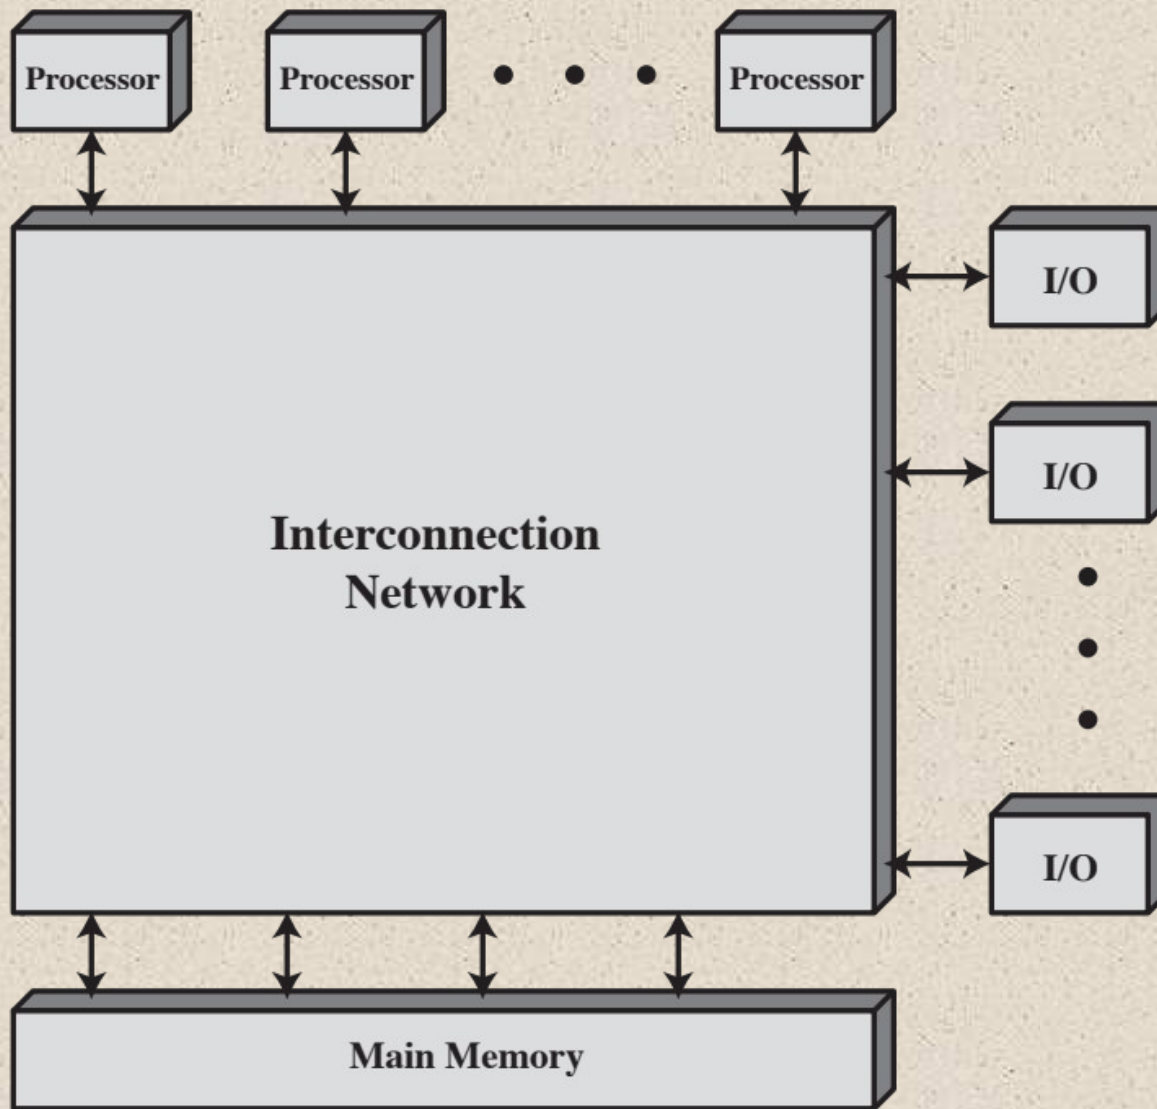 Processor
Processor
Processor
I/O
I/O
Interconnection
Network
I/O
Main Memory